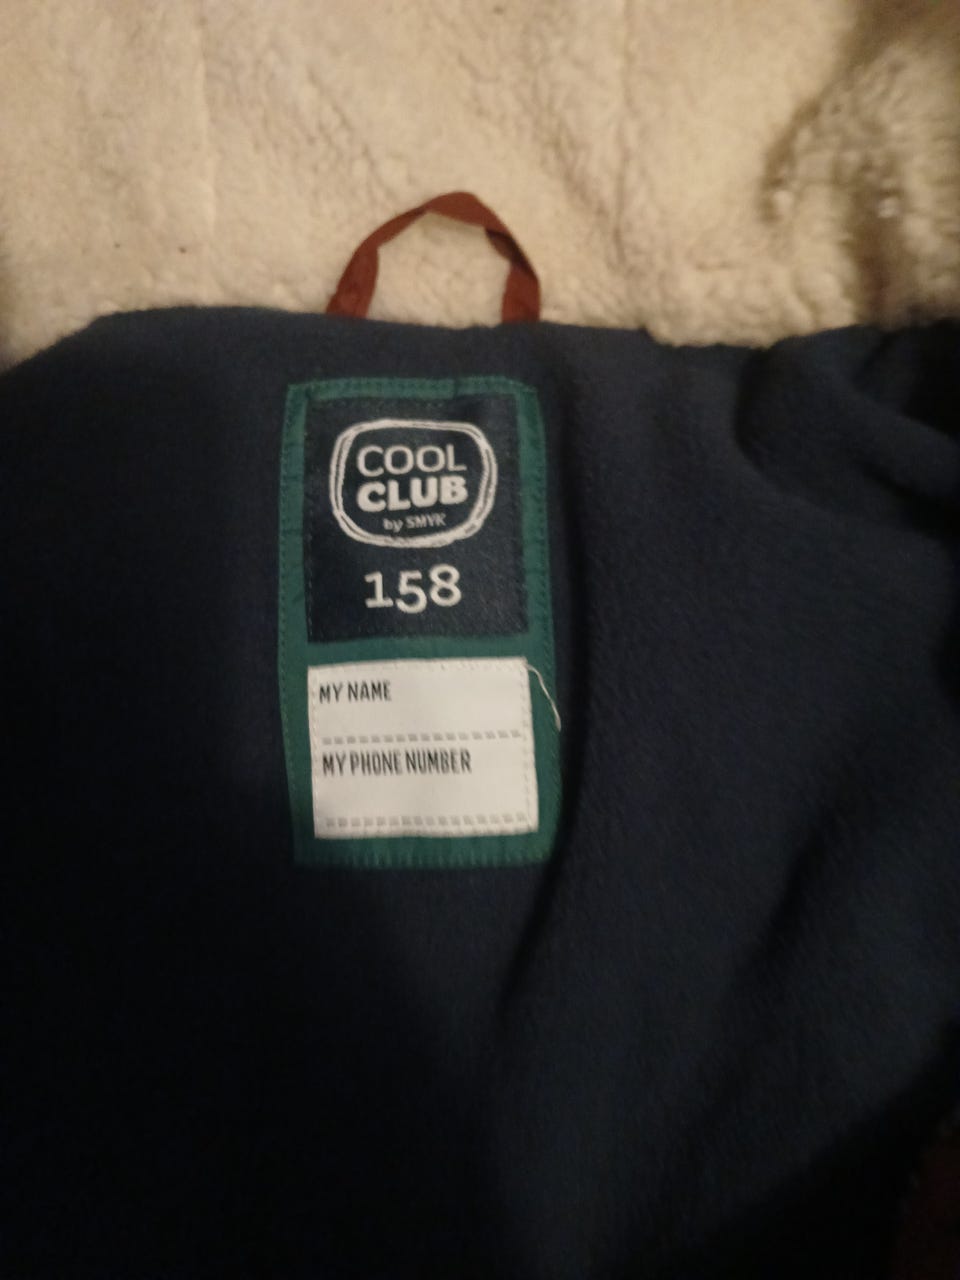 COOL
CLUB
by SMYK
158
MY NAME
MY PHONE NUMBER